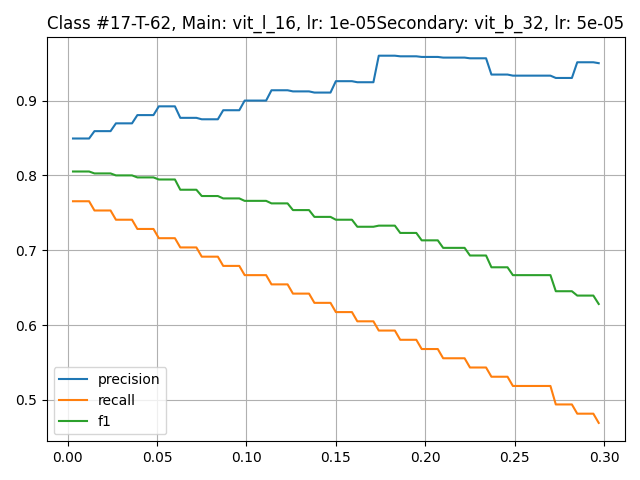 Class #17-T-62, Main: vit_l_16, lr: 1e-05Secondary: vit_b_32, lr: 5e-05
0.9
0.8
0.7
0.6
0.5
precision
recall
f1
0.00 0.05 0.10 0.15 0.20 0.25 0.30